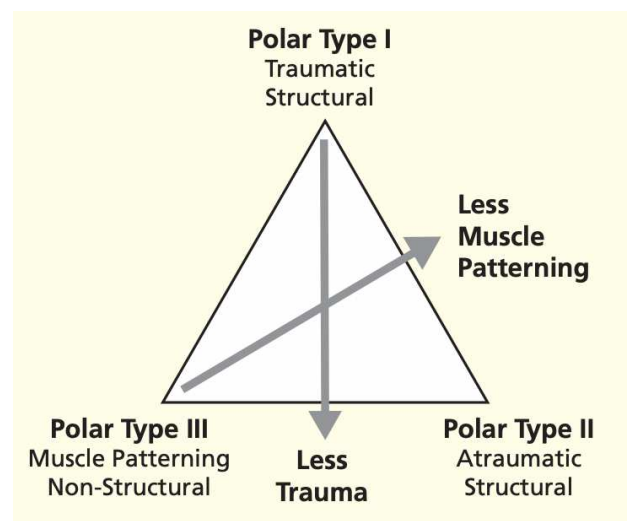 Polar Type I
Traumatic
Structural
Less
Muscle
Patterning
Polar Type III
Muscle Patterning
Non-Structural
Less
Trauma
Polar Type II
Atraumatic
Structural